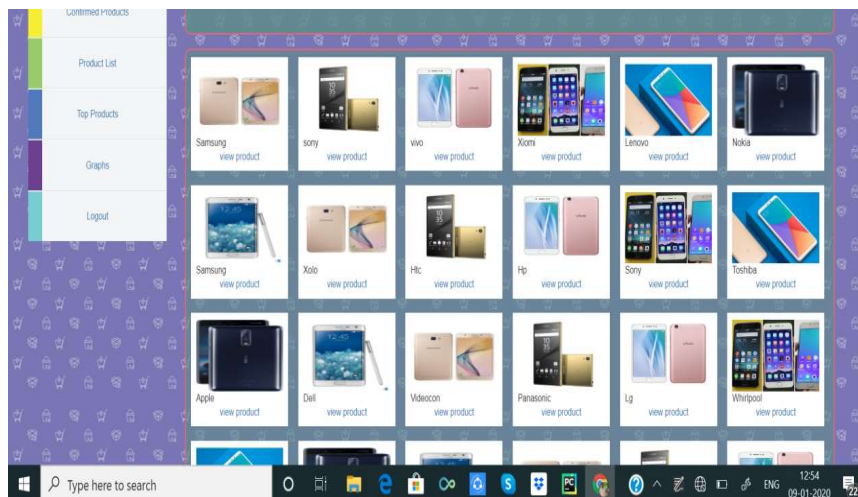 Confirmed Products
Product List
Top Products
Graphs
Logout
Samsung
view product
sony
view product
vivo
view product
Xiomi
view product
Lenovo
view product
Nokia
view product
Samsung
view product
Xolo
view product
Htc
view product
Hp
view product
Sony
view product
Toshiba
view product
Apple
view product
Dell
view product
Videocon
view product
Panasonic
view product
Lg
view product
Whirlpool
view product
Type here to search
ENG
12:54
09-01-2020
22